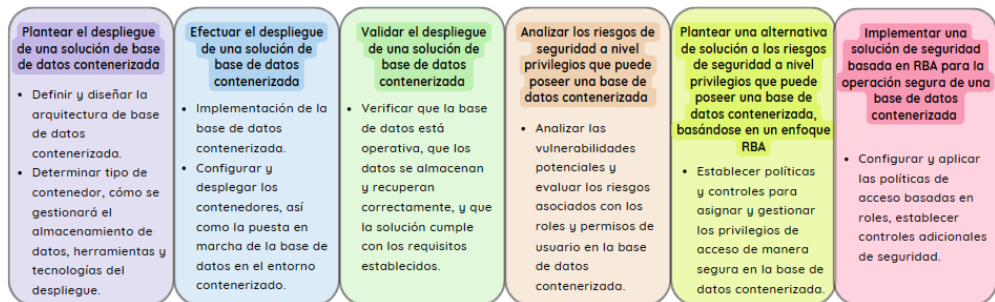 Plantear el despliegue
de una solución de base
de datos contenerizada
• Definir y diseñar la
arquitectura de base
de datos
contenerizada.
• Determinar tipo de
contenedor, cómo se
gestionará el
almacenamiento de
datos, herramientas y
tecnologías del
despliegue.
Efectuar el despliegue
de una solución de
base de datos
contenerizada
• Implementación de la
base de datos
contenerizada.
• Configurar y
desplegar los
contenedores, así
como la puesta en
marcha de la base de
datos en el entorno
contenerizado.
Validar el despliegue
de una solución de
base de datos
contenerizada
• Verificar que la base
de datos está
operativa, que los
datos se almacenan
y recuperan
correctamente, y que
la solución cumple
con los requisitos
establecidos.
Analizar los riesgos de
seguridad a nivel
privilegios que puede
poseer una base de
datos contenerizada
• Analizar las
vulnerabilidades
potenciales y
evaluar los riesgos
asociados con los
roles y permisos de
usuario en la base
de datos
contenerizada.
Plantear una alternativa
de solución a los riesgos
de seguridad a nivel
privilegios que puede
poseer una base de
datos contenerizada,
basándose en un enfoque
RBA
• Establecer políticas
y controles para
asignar y gestionar
los privilegios de
acceso de manera
segura en la base de
datos contenerizada.
Implementar una
solución de seguridad
basada en RBA para la
operación segura de una
base de datos
contenerizada
• Configurar y aplicar
las políticas de
acceso basadas en
roles, establecer
controles adicionales
de seguridad.